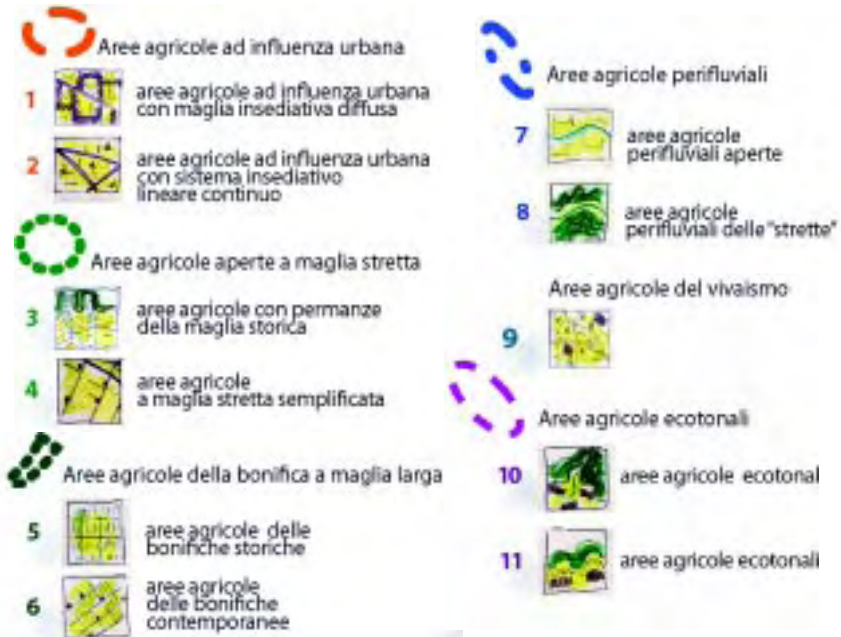 Aree agricole ad influenza urbana
1
aree agricole ad influenza urbana
con maglia insediativa diffusa
2
aree agricole ad influenza urbana
con sistema insediativo
lineare continuo
Aree agricole aperte a maglia stretta
3
aree agricole con permanze
della maglia storica
4
aree agricole
a maglia stretta semplificata
Aree agricole della bonifica a maglia larga
5
aree agricole delle
bonifiche storiche
6
aree agricole
delle bonifiche
contemporanee
Aree agricole perifluviali
7
aree agricole
perifluviali aperte
8
aree agricole
perifluviali delle "strette"
Aree agricole del vivaismo
9
Aree agricole ecotonali
10
aree agricole ecotonal
11
aree agricole ecotonali